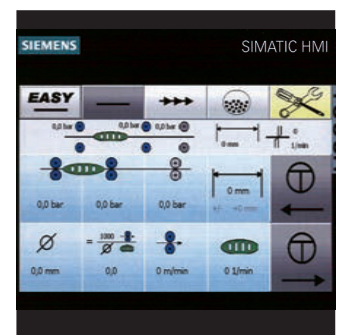 SIEMENS SIMATIC HMI
EASY
0,0 bar 0,0 bar 0,0 bar 0 mm 0 1/min
0,0 bar 0,0 bar 0,0 bar 0 mm
+/- +0 mm
= 1000
0,0 mm 0,0 0 m/min 0 1/min